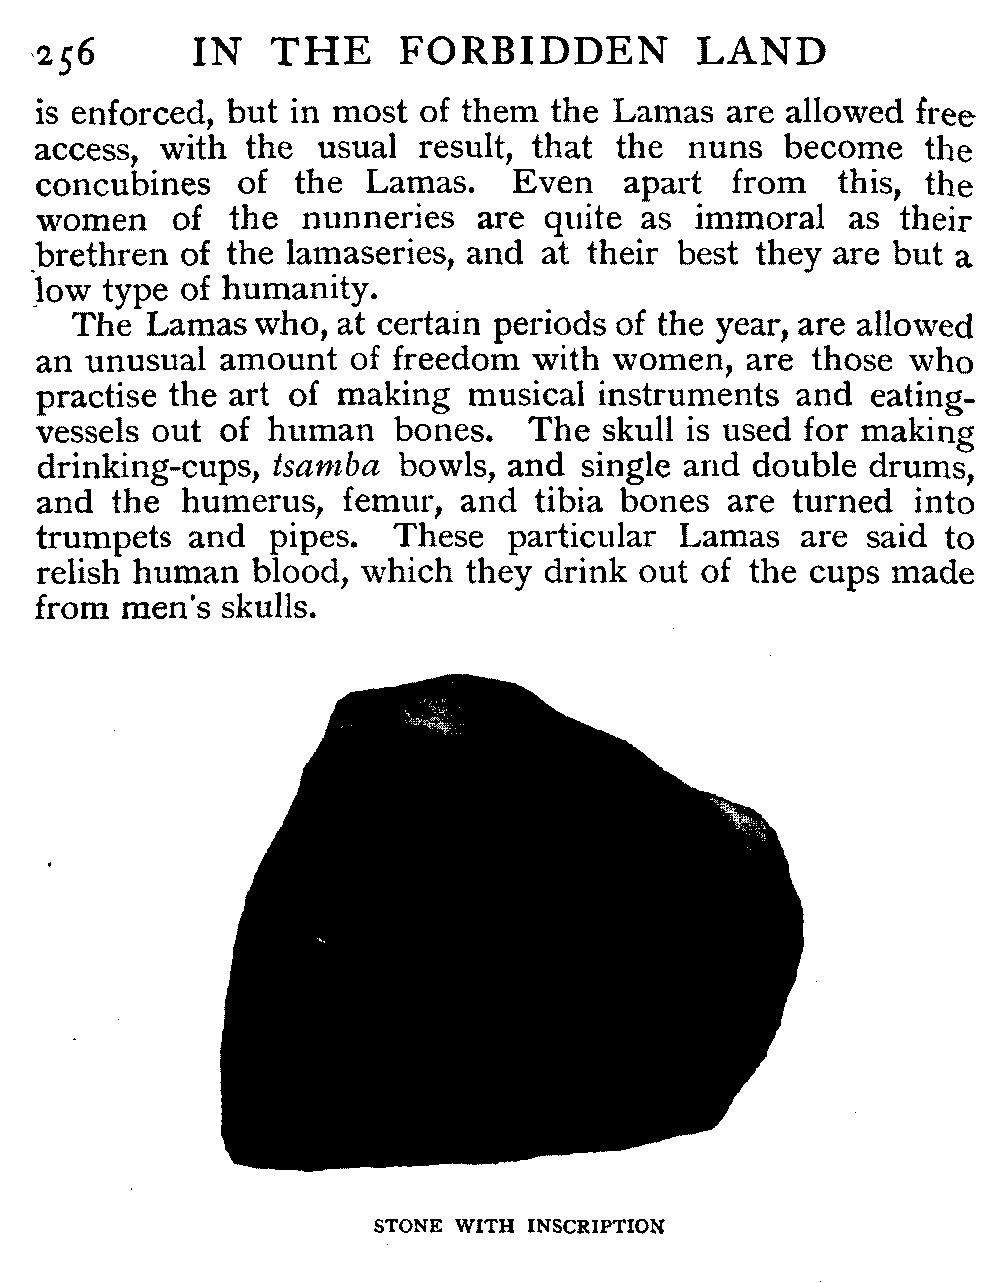 256 IN THE FORBIDDEN LAND
is enforced, but in most of them the Lamas are allowed free
access, with the usual result, that the nuns become the
concubines of the Lamas. Even apart from this, the
women of the nunneries are quite as immoral as their
brethren of the lamaseries, and at their best they are but a
low type of humanity.
The Lamas who, at certain periods of the year, are allowed
an unusual amount of freedom with women, are those who
practise the art of making musical instruments and eating-
vessels out of human bones. The skull is used for making
drinking-cups, tsamba bowls, and single and double drums,
and the humerus, femur, and tibia bones are turned into
trumpets and pipes. These particular Lamas are said to
relish human blood, which they drink out of the cups made
from men's skulls.
STONE WITH INSCRIPTION